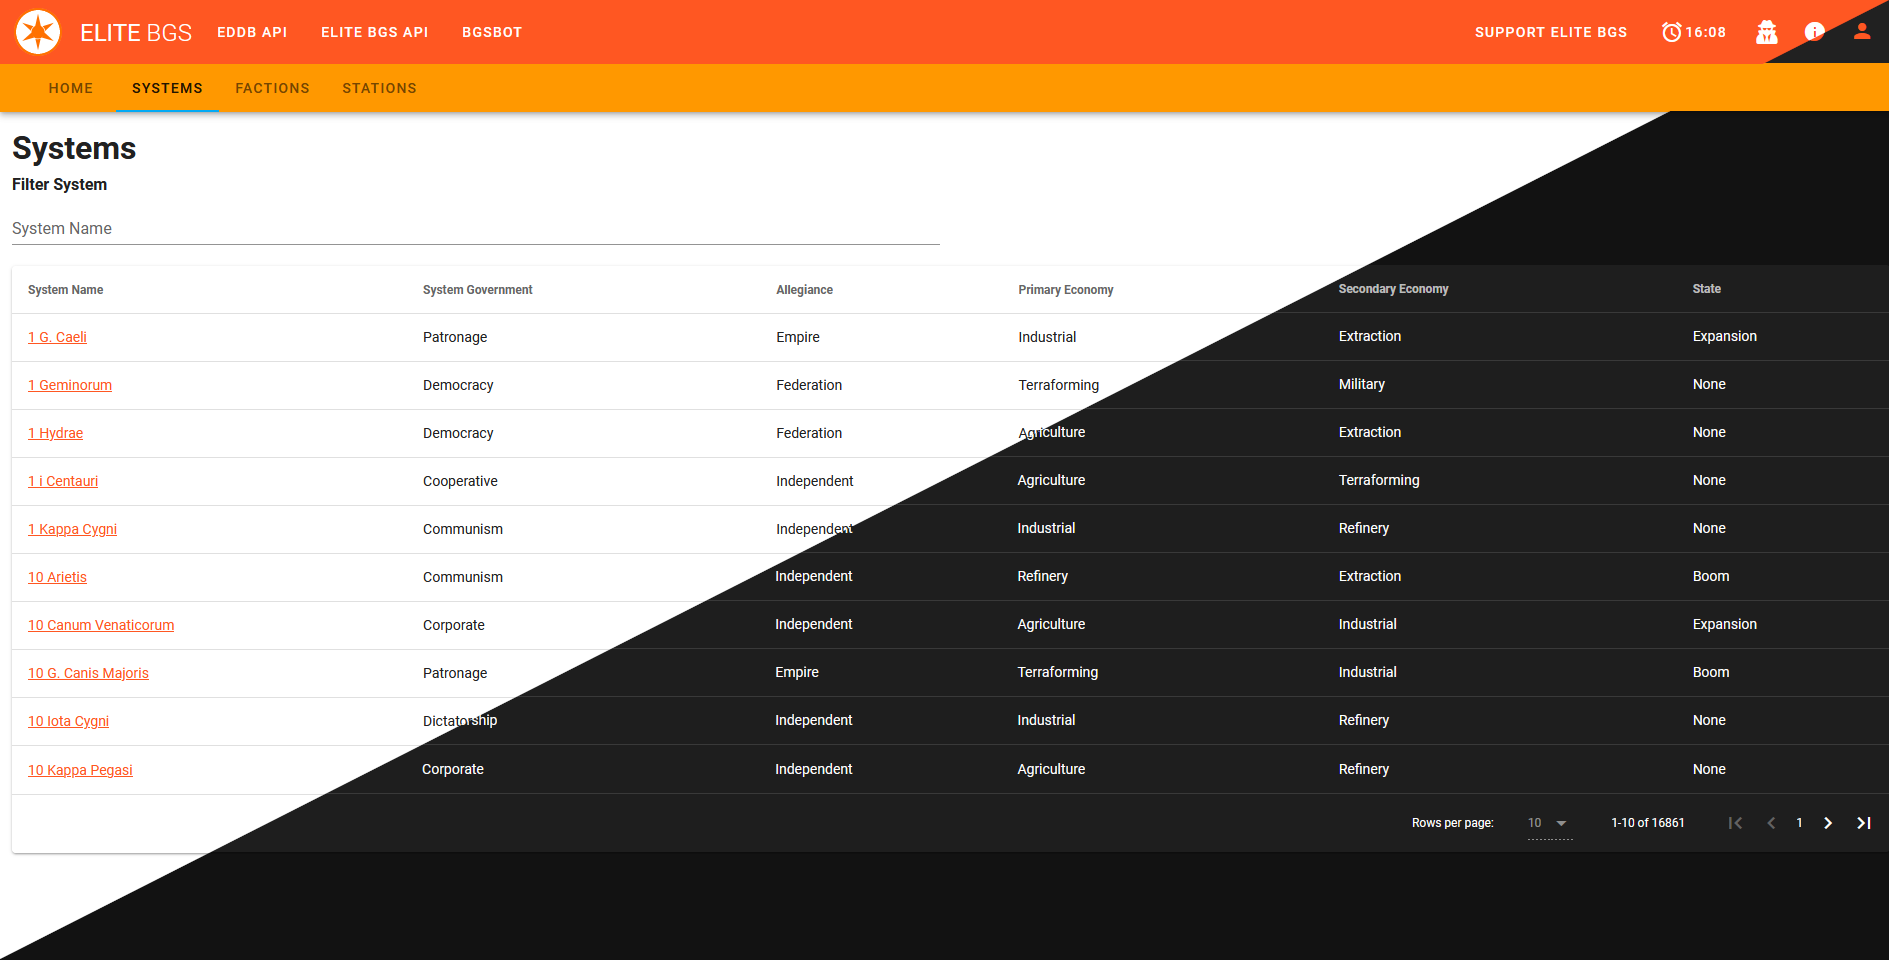 ELITE BGS EDDB API ELITE BGS API BGSBOT SUPPORT ELITE BGS 16:08
HOME SYSTEMS FACTIONS STATIONS
Systems
Filter System
System Name
System Name System Government Allegiance Primary Economy Secondary Economy State
1 G. Caeli Patronage Empire Industrial Extraction Expansion
1 Geminorum Democracy Federation Terraforming Military None
1 Hydrae Democracy Federation Agriculture Extraction None
1 i Centauri Cooperative Independent Agriculture Terraforming None
1 Kappa Cygni Communism Independent Industrial Refinery None
10 Arietis Communism Independent Refinery Extraction Boom
10 Canum Venaticorum Corporate Independent Agriculture Industrial Expansion
10 G. Canis Majoris Patronage Empire Terraforming Industrial Boom
10 Iota Cygni Dictatorship Independent Industrial Refinery None
10 Kappa Pegasi Corporate Independent Agriculture Refinery None
Rows per page: 10 1-10 of 16861 1